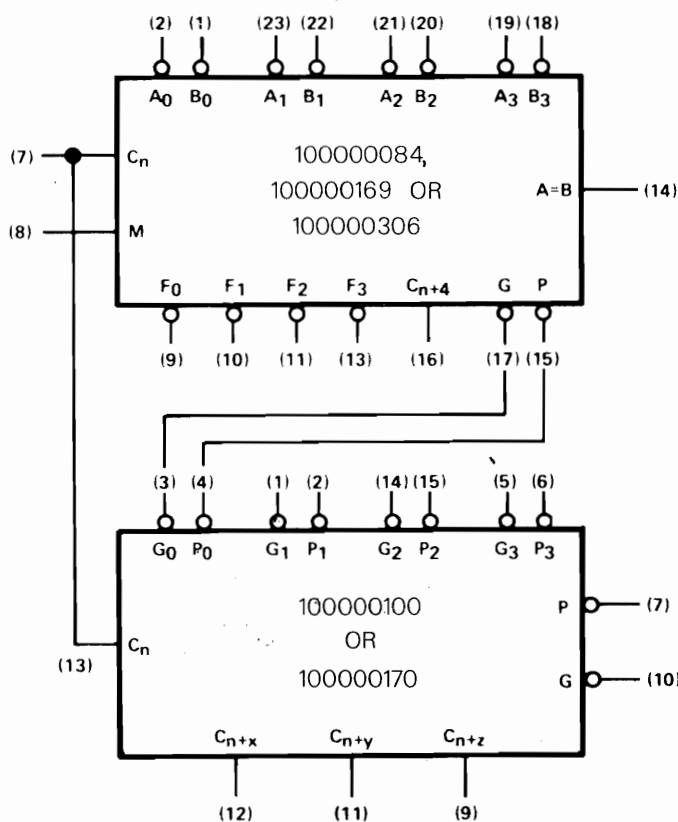 (2) (1) (23) (22) (21) (20) (19) (18)
A0 B0 A1 B1 A2 B2 A3 B3
(7) Cn 100000084,
100000169 OR A=B (14)
(8) M 100000306
F0 F1 F2 F3 Cn+4 G P
(9) (10) (11) (13) (16) (17) (15)
(3) (4) (1) (2) (14) (15) (5) (6)
G0 P0 G1 P1 G2 P2 G3 P3
100000100 P (7)
(13) Cn OR
100000170 G (10)
Cn+x Cn+y Cn+z
(12) (11) (9)